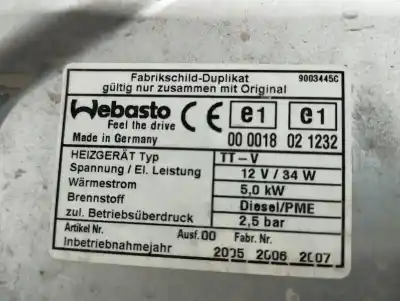 Fabrikschild-Duplikat 9003445C
gültig nur zusammen mit Original
Webasto CE e1 e1
Feel the drive
Made in Germany 00 0018 02 1232
HEIZGERÄT Typ TT-V
Spannung / El. Leistung 12 V / 34 W
Wärmestrom 5,0 kW
Brennstoff Diesel/PME
zul. Betriebsüberdruck 2,5 bar
Artikel Nr. Ausf.00 Fabr. Nr.
Inbetriebnahmejahr 2005 2006 2007